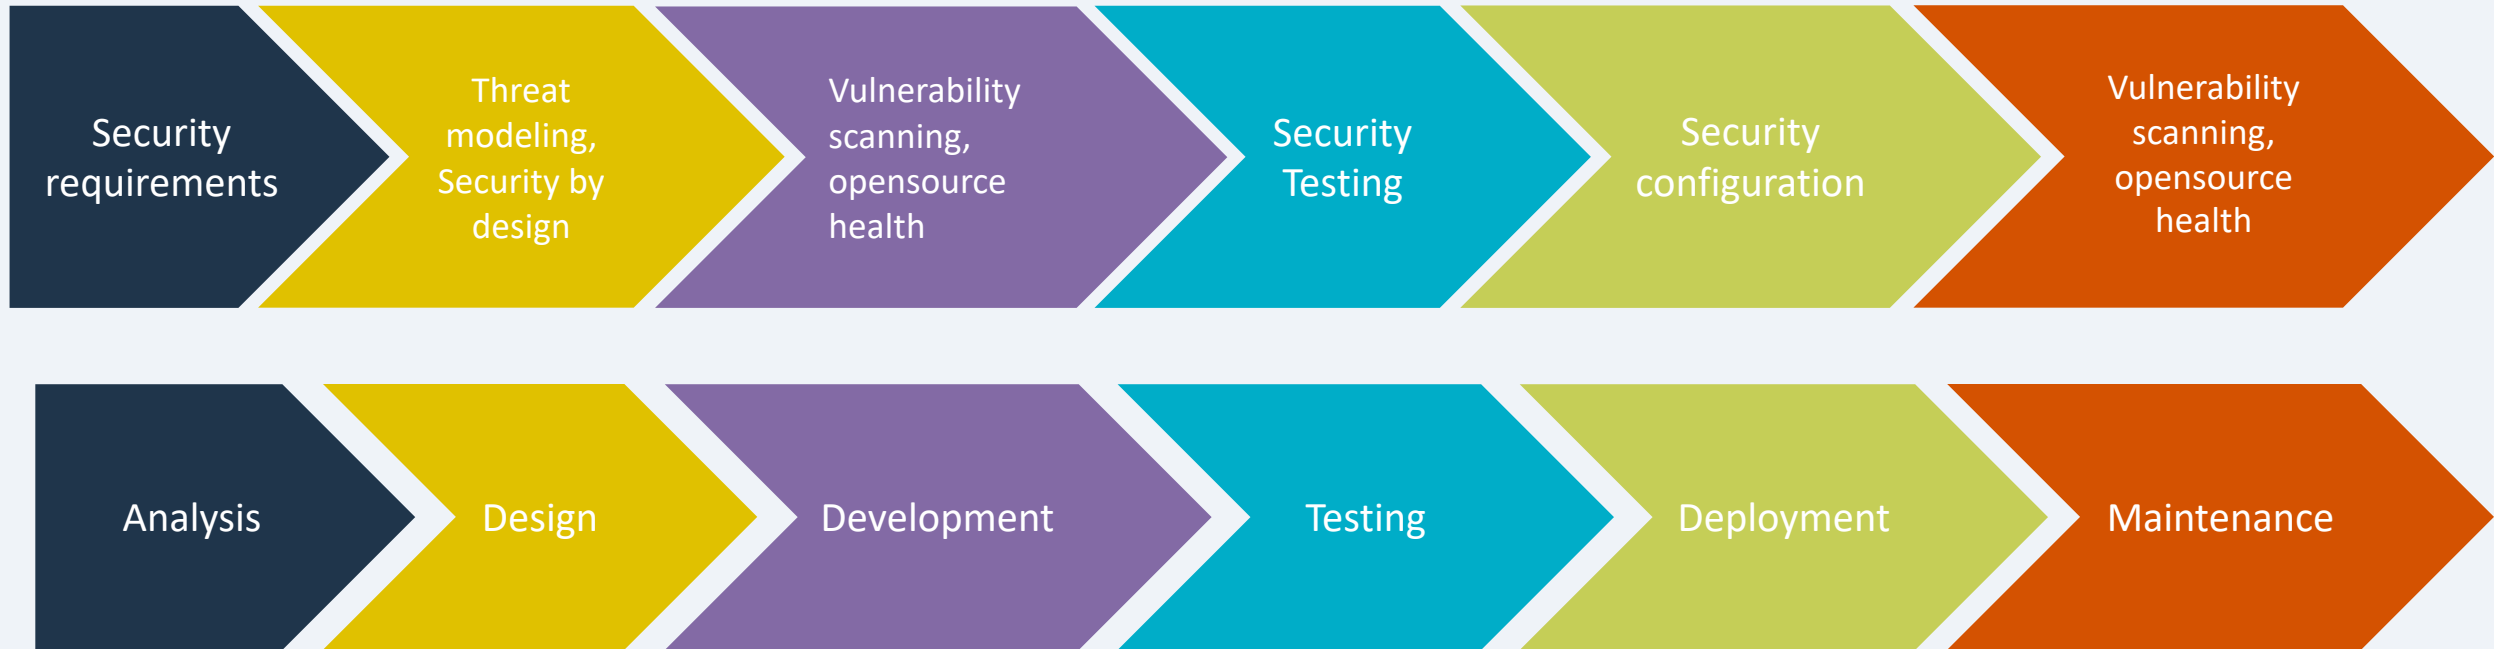 Security
requirements
Threat
modeling,
Security by
design
Vulnerability
scanning,
opensource
health
Security
Testing
Security
configuration
Vulnerability
scanning,
opensource
health
Analysis
Design
Development
Testing
Deployment
Maintenance